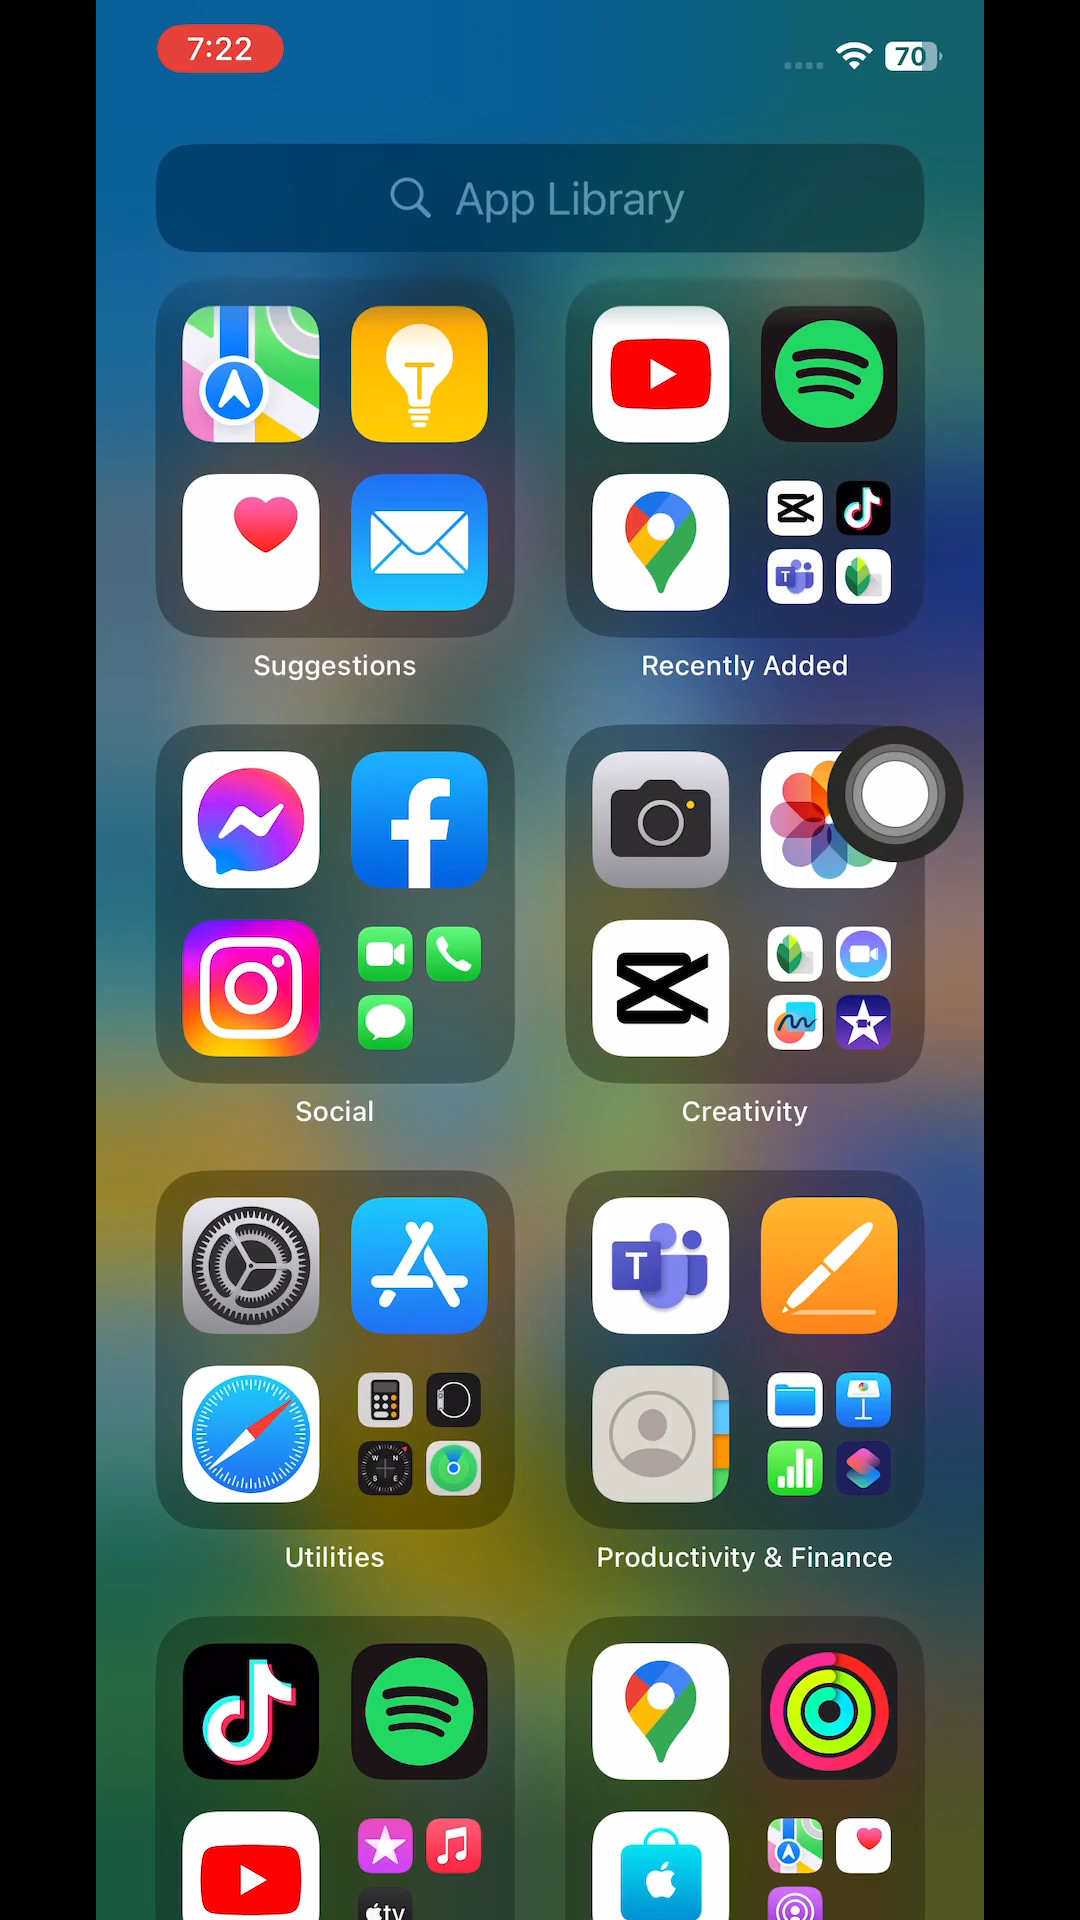 7:22
70
App Library
Suggestions
Recently Added
Social
Creativity
Utilities
Productivity & Finance
tv